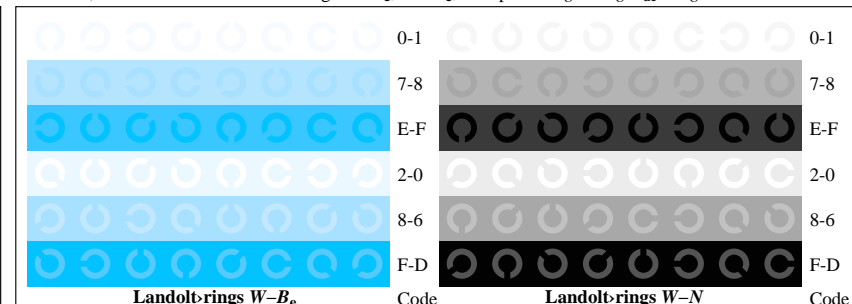 0-1 0-1
7-8 7-8
E-F E-F
2-0 2-0
8-6 8-6
F-D F-D
Landolt›rings W–Bₑ Code Landolt›rings W–N Code